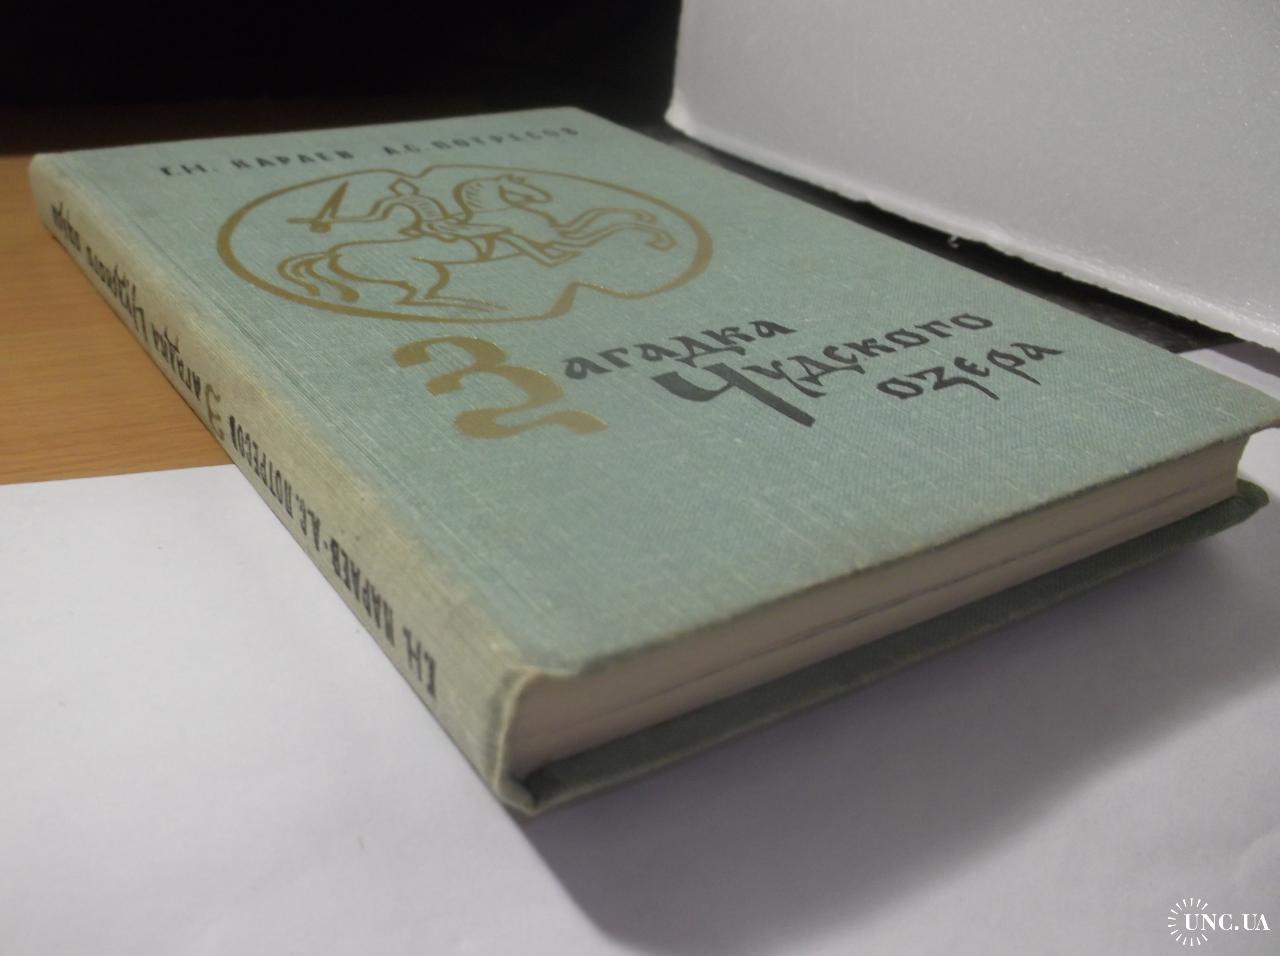 Г.Н. КАРАЕВ А.С. ПОТРЕСОВ
Загадка
Чудского
озера
Г.Н. КАРАЕВ · А.С. ПОТРЕСОВ Загадка Чудского озера
UNC.UA